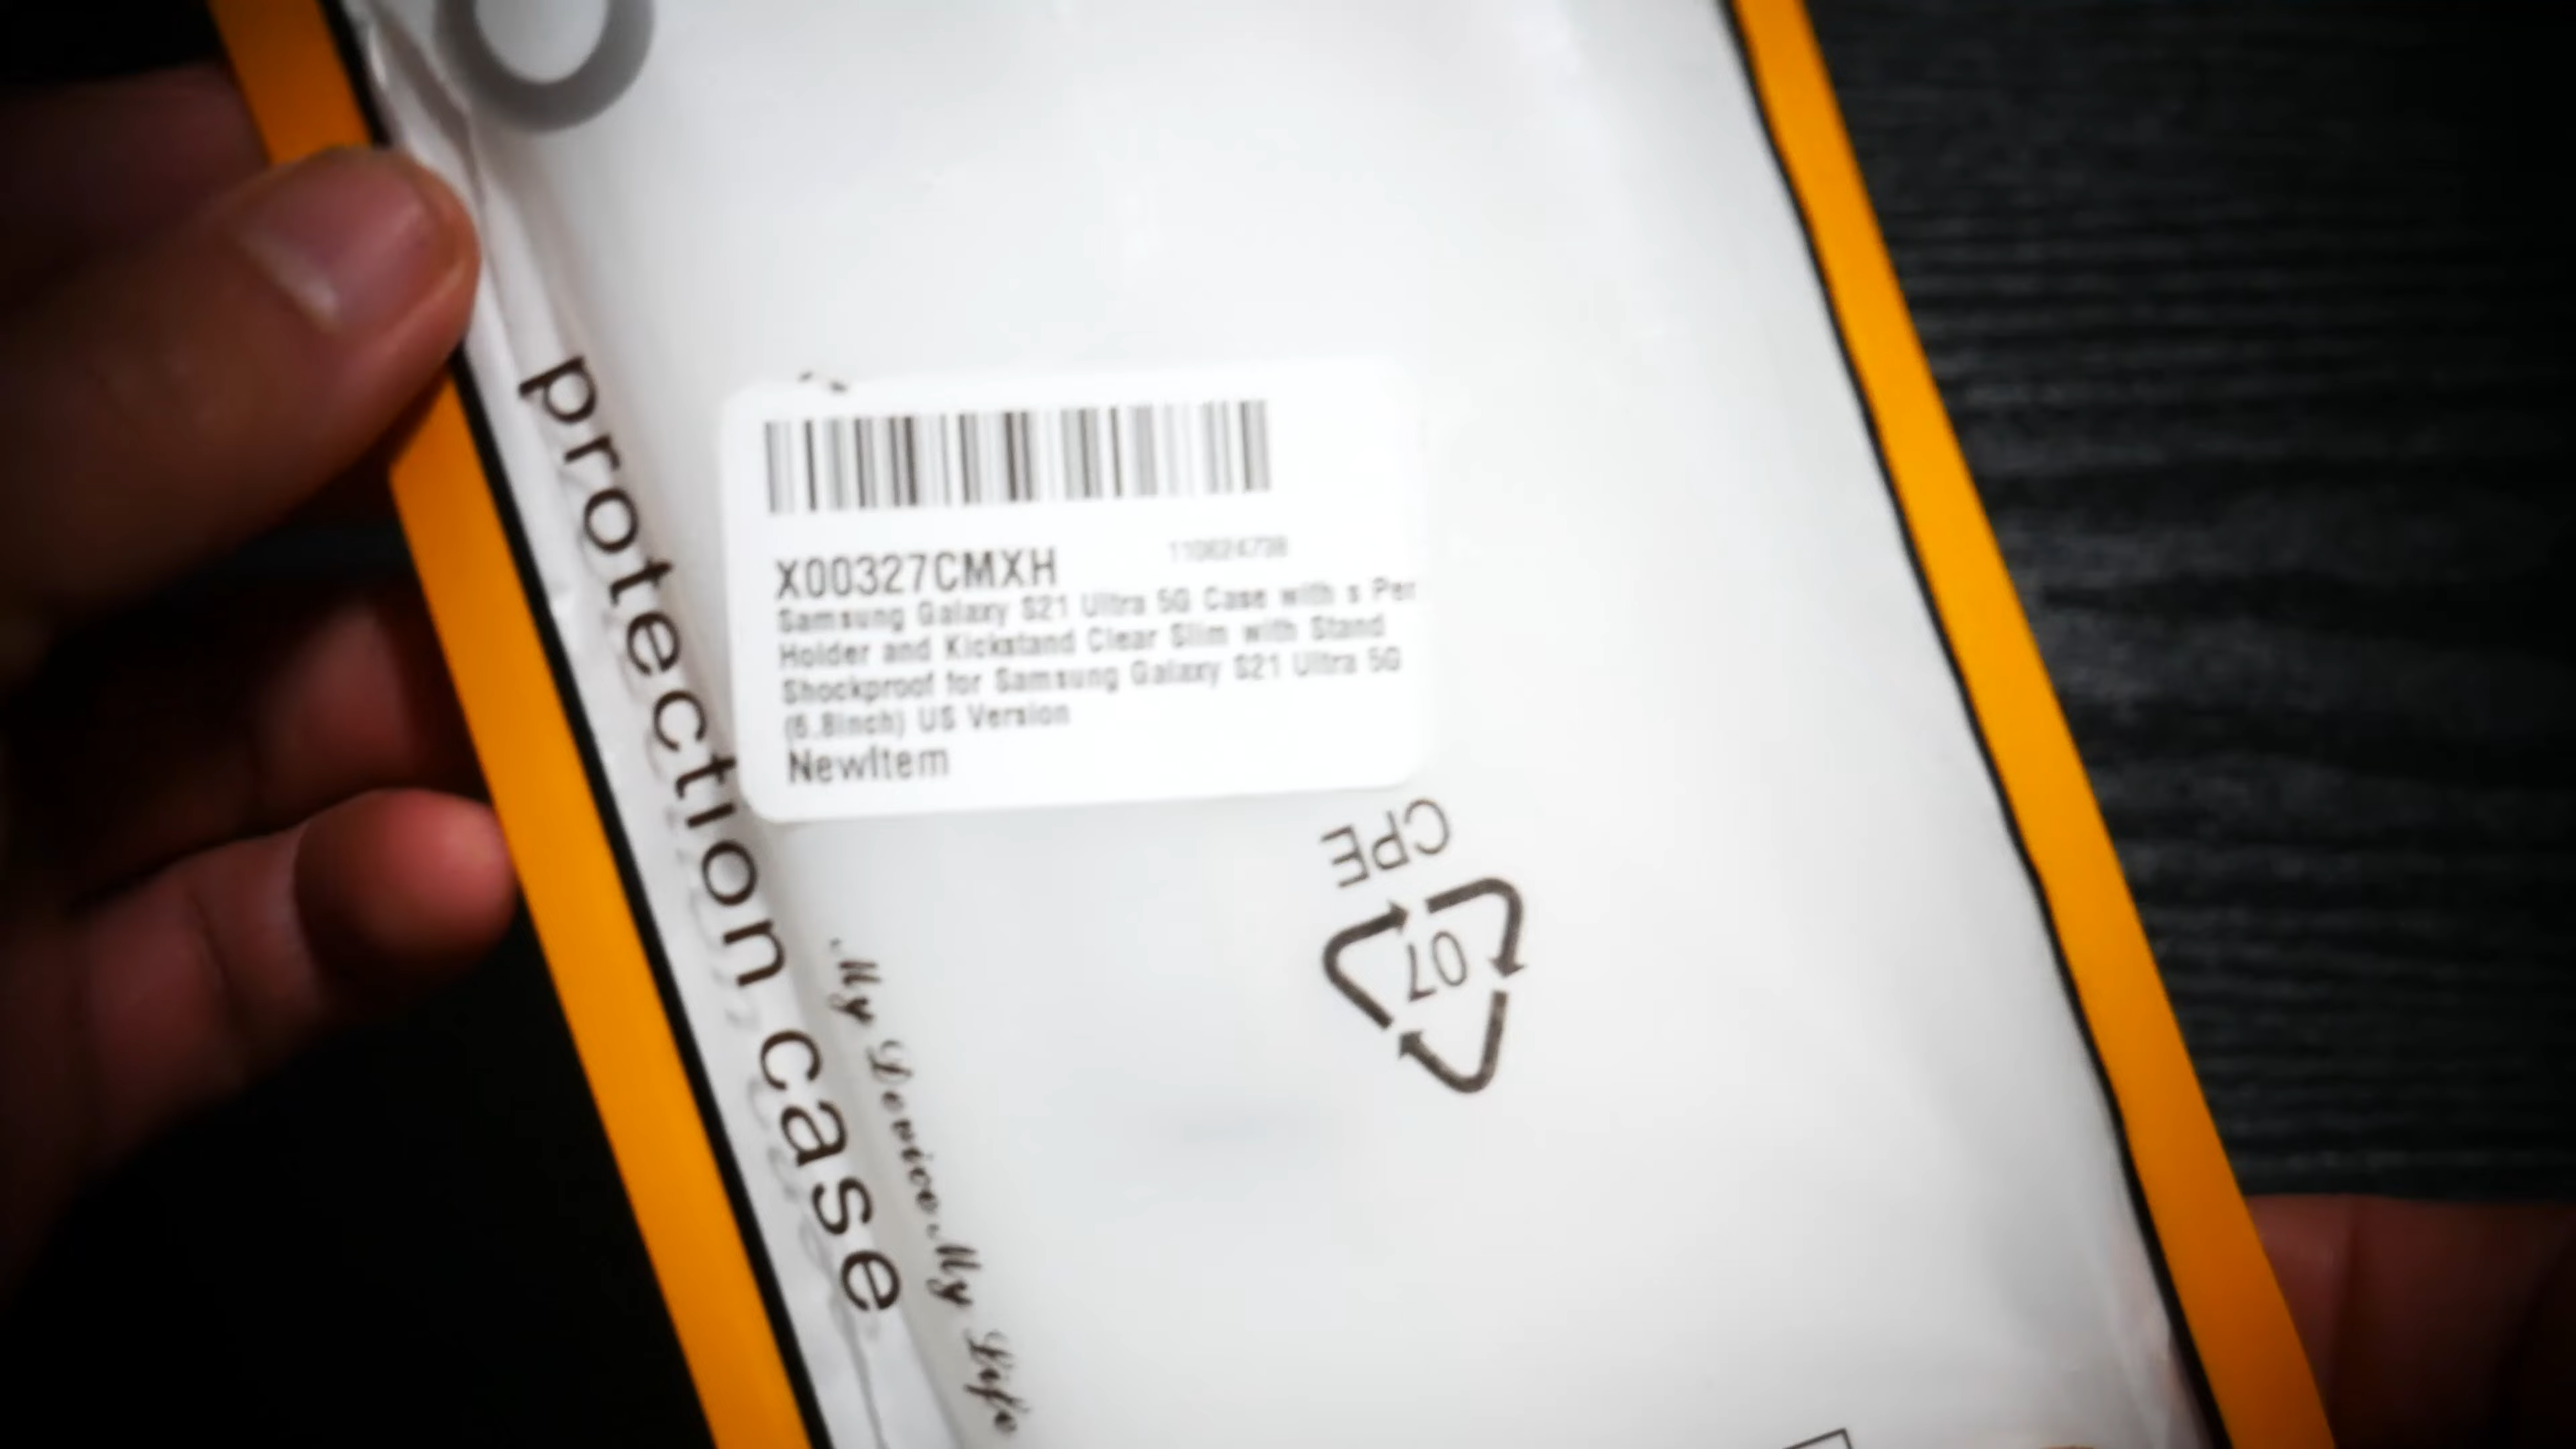 X00327CMXH
Samsung Galaxy S21 Ultra 5G Case with s Pen
Holder and Kickstand Clear Slim with Stand
Shockproof for Samsung Galaxy S21 Ultra 5G
(6.8inch) US Version
NewItem
protection case
My Device My Life
CPE
07